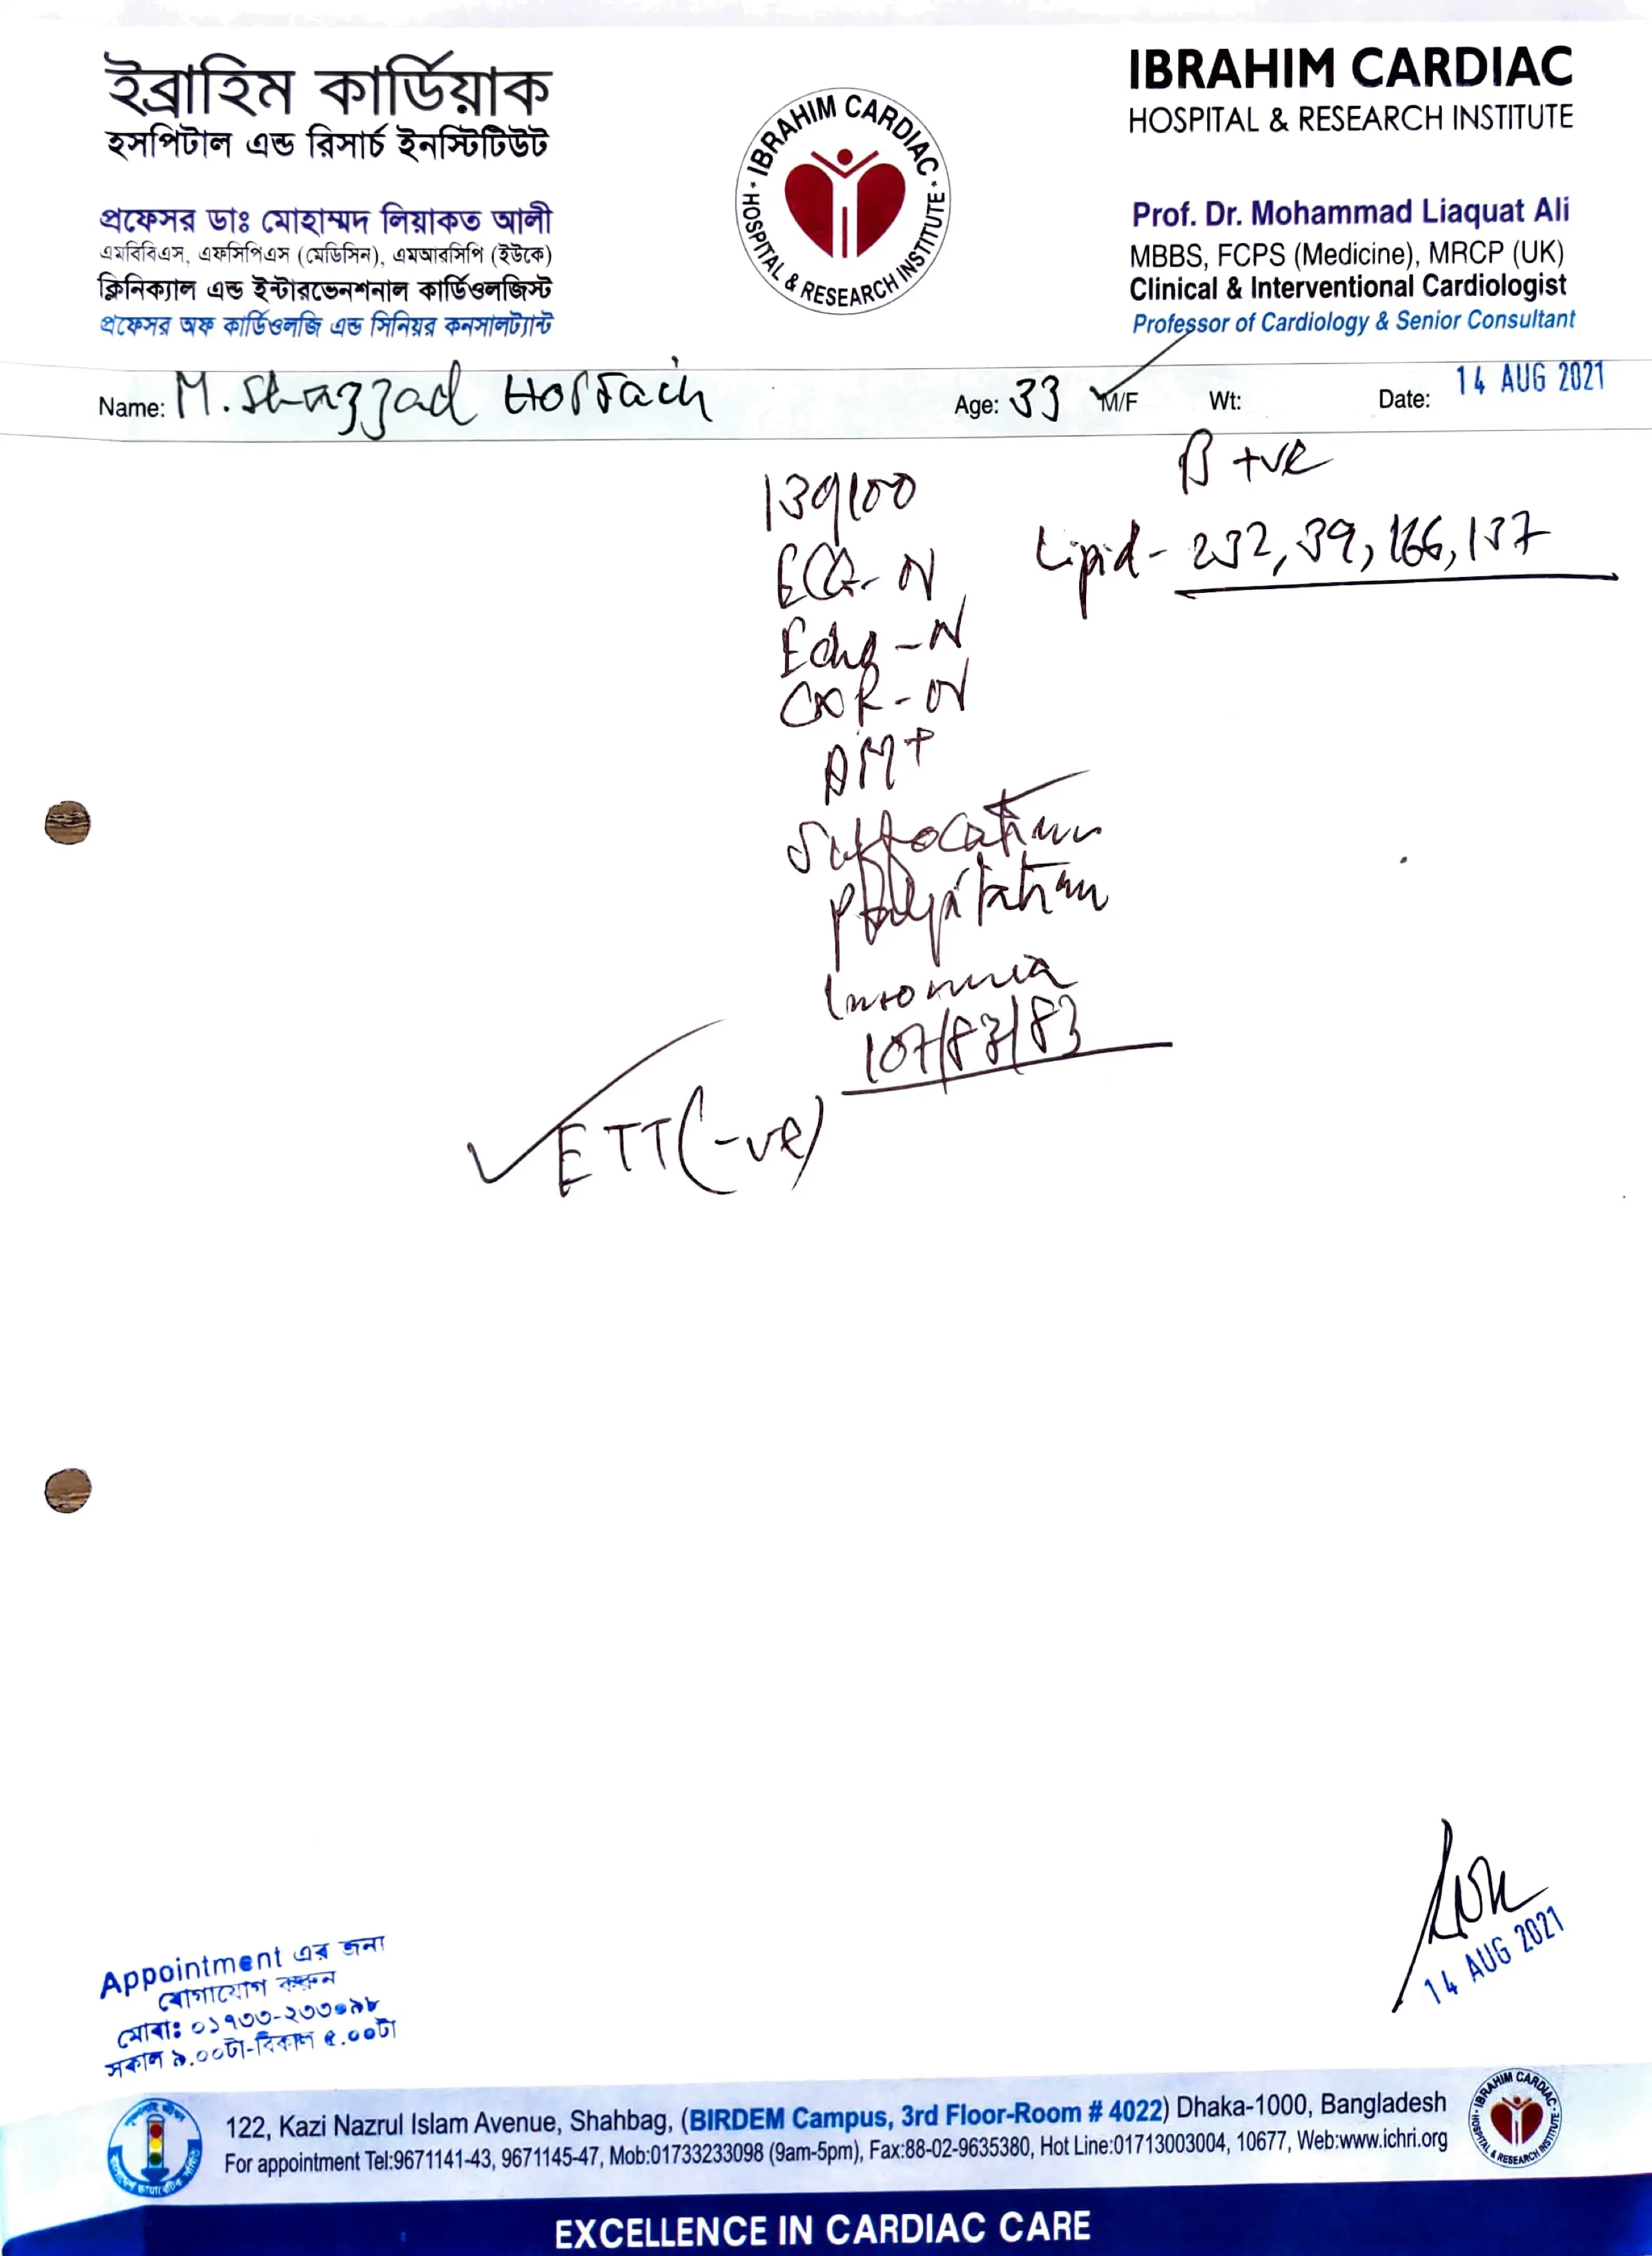 ইব্রাহিম কার্ডিয়াক
হসপিটাল এন্ড রিসার্চ ইনস্টিটিউট
প্রফেসর ডাঃ মোহাম্মদ লিয়াকত আলী
এমবিবিএস, এফসিপিএস (মেডিসিন), এমআরসিপি (ইউকে)
ক্লিনিক্যাল এন্ড ইন্টারভেনশনাল কার্ডিওলজিস্ট
প্রফেসর অফ কার্ডিওলজি এন্ড সিনিয়র কনসালট্যান্ট
IBRAHIM CARDIAC
HOSPITAL & RESEARCH INSTITUTE
IBRAHIM CARDIAC
HOSPITAL & RESEARCH INSTITUTE
Prof. Dr. Mohammad Liaquat Ali
MBBS, FCPS (Medicine), MRCP (UK)
Clinical & Interventional Cardiologist
Professor of Cardiology & Senior Consultant
Name: M. Shazzad Hossain Age: 33 M/F Wt: Date: 14 AUG 2021
B +ve
139/100
Lipid - 232, 39, 166, 137
ECG - N
Echo - N
CXR - N
DM+
Suffocation
Palpitation
Insomnia
107/83/83
ETT (-ve)
14 AUG 2021
Appointment এর জন্য
যোগাযোগ করুন
মোবাঃ ০১৭৩৩-২৩৩০৯৮
সকাল ৯.০০টা-বিকাল ৫.০০টা
122, Kazi Nazrul Islam Avenue, Shahbag, (BIRDEM Campus, 3rd Floor-Room # 4022) Dhaka-1000, Bangladesh
For appointment Tel:9671141-43, 9671145-47, Mob:01733233098 (9am-5pm), Fax:88-02-9635380, Hot Line:01713003004, 10677, Web:www.ichri.org
IBRAHIM CARDIAC
HOSPITAL & RESEARCH INSTITUTE
EXCELLENCE IN CARDIAC CARE